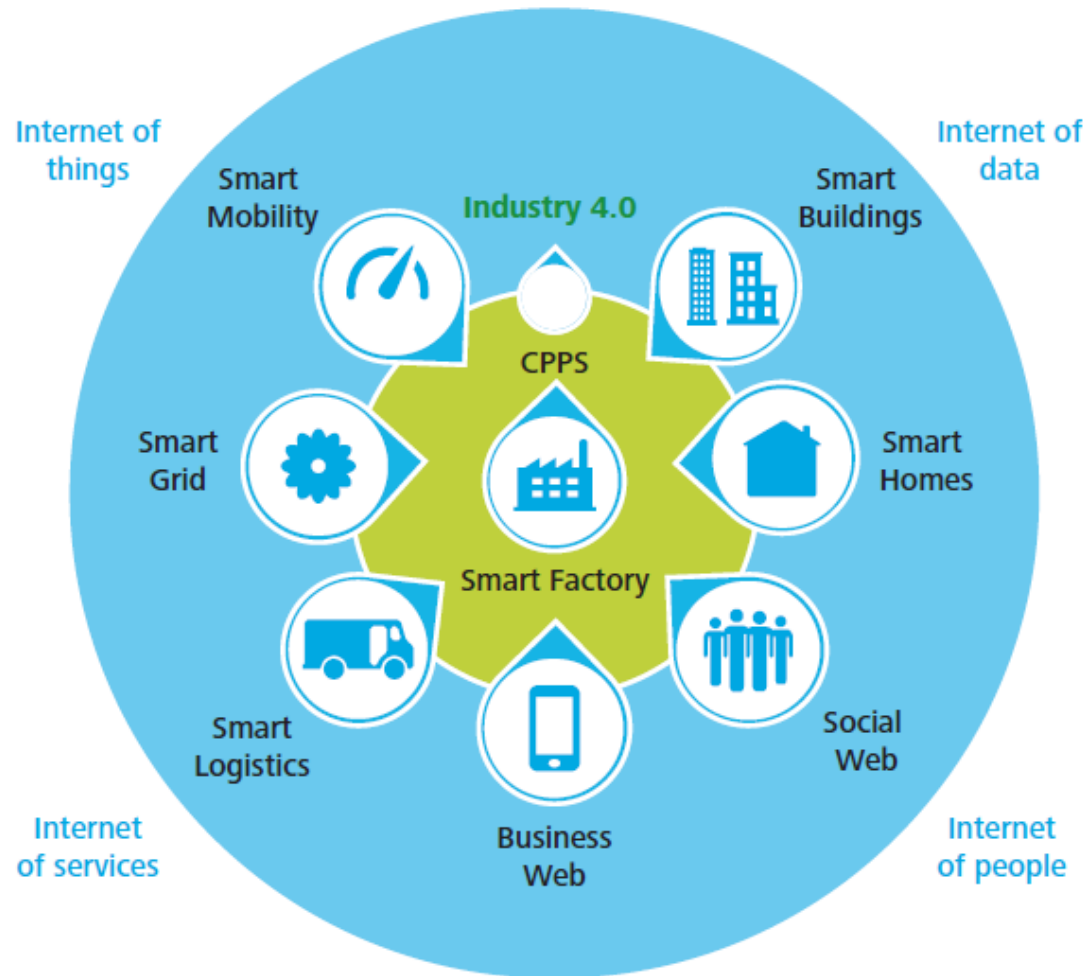 Internet of
things
Internet of
data
Smart
Mobility
Industry 4.0
Smart
Buildings
CPPS
Smart
Grid
Smart
Homes
Smart Factory
Smart
Logistics
Social
Web
Business
Web
Internet
of services
Internet
of people